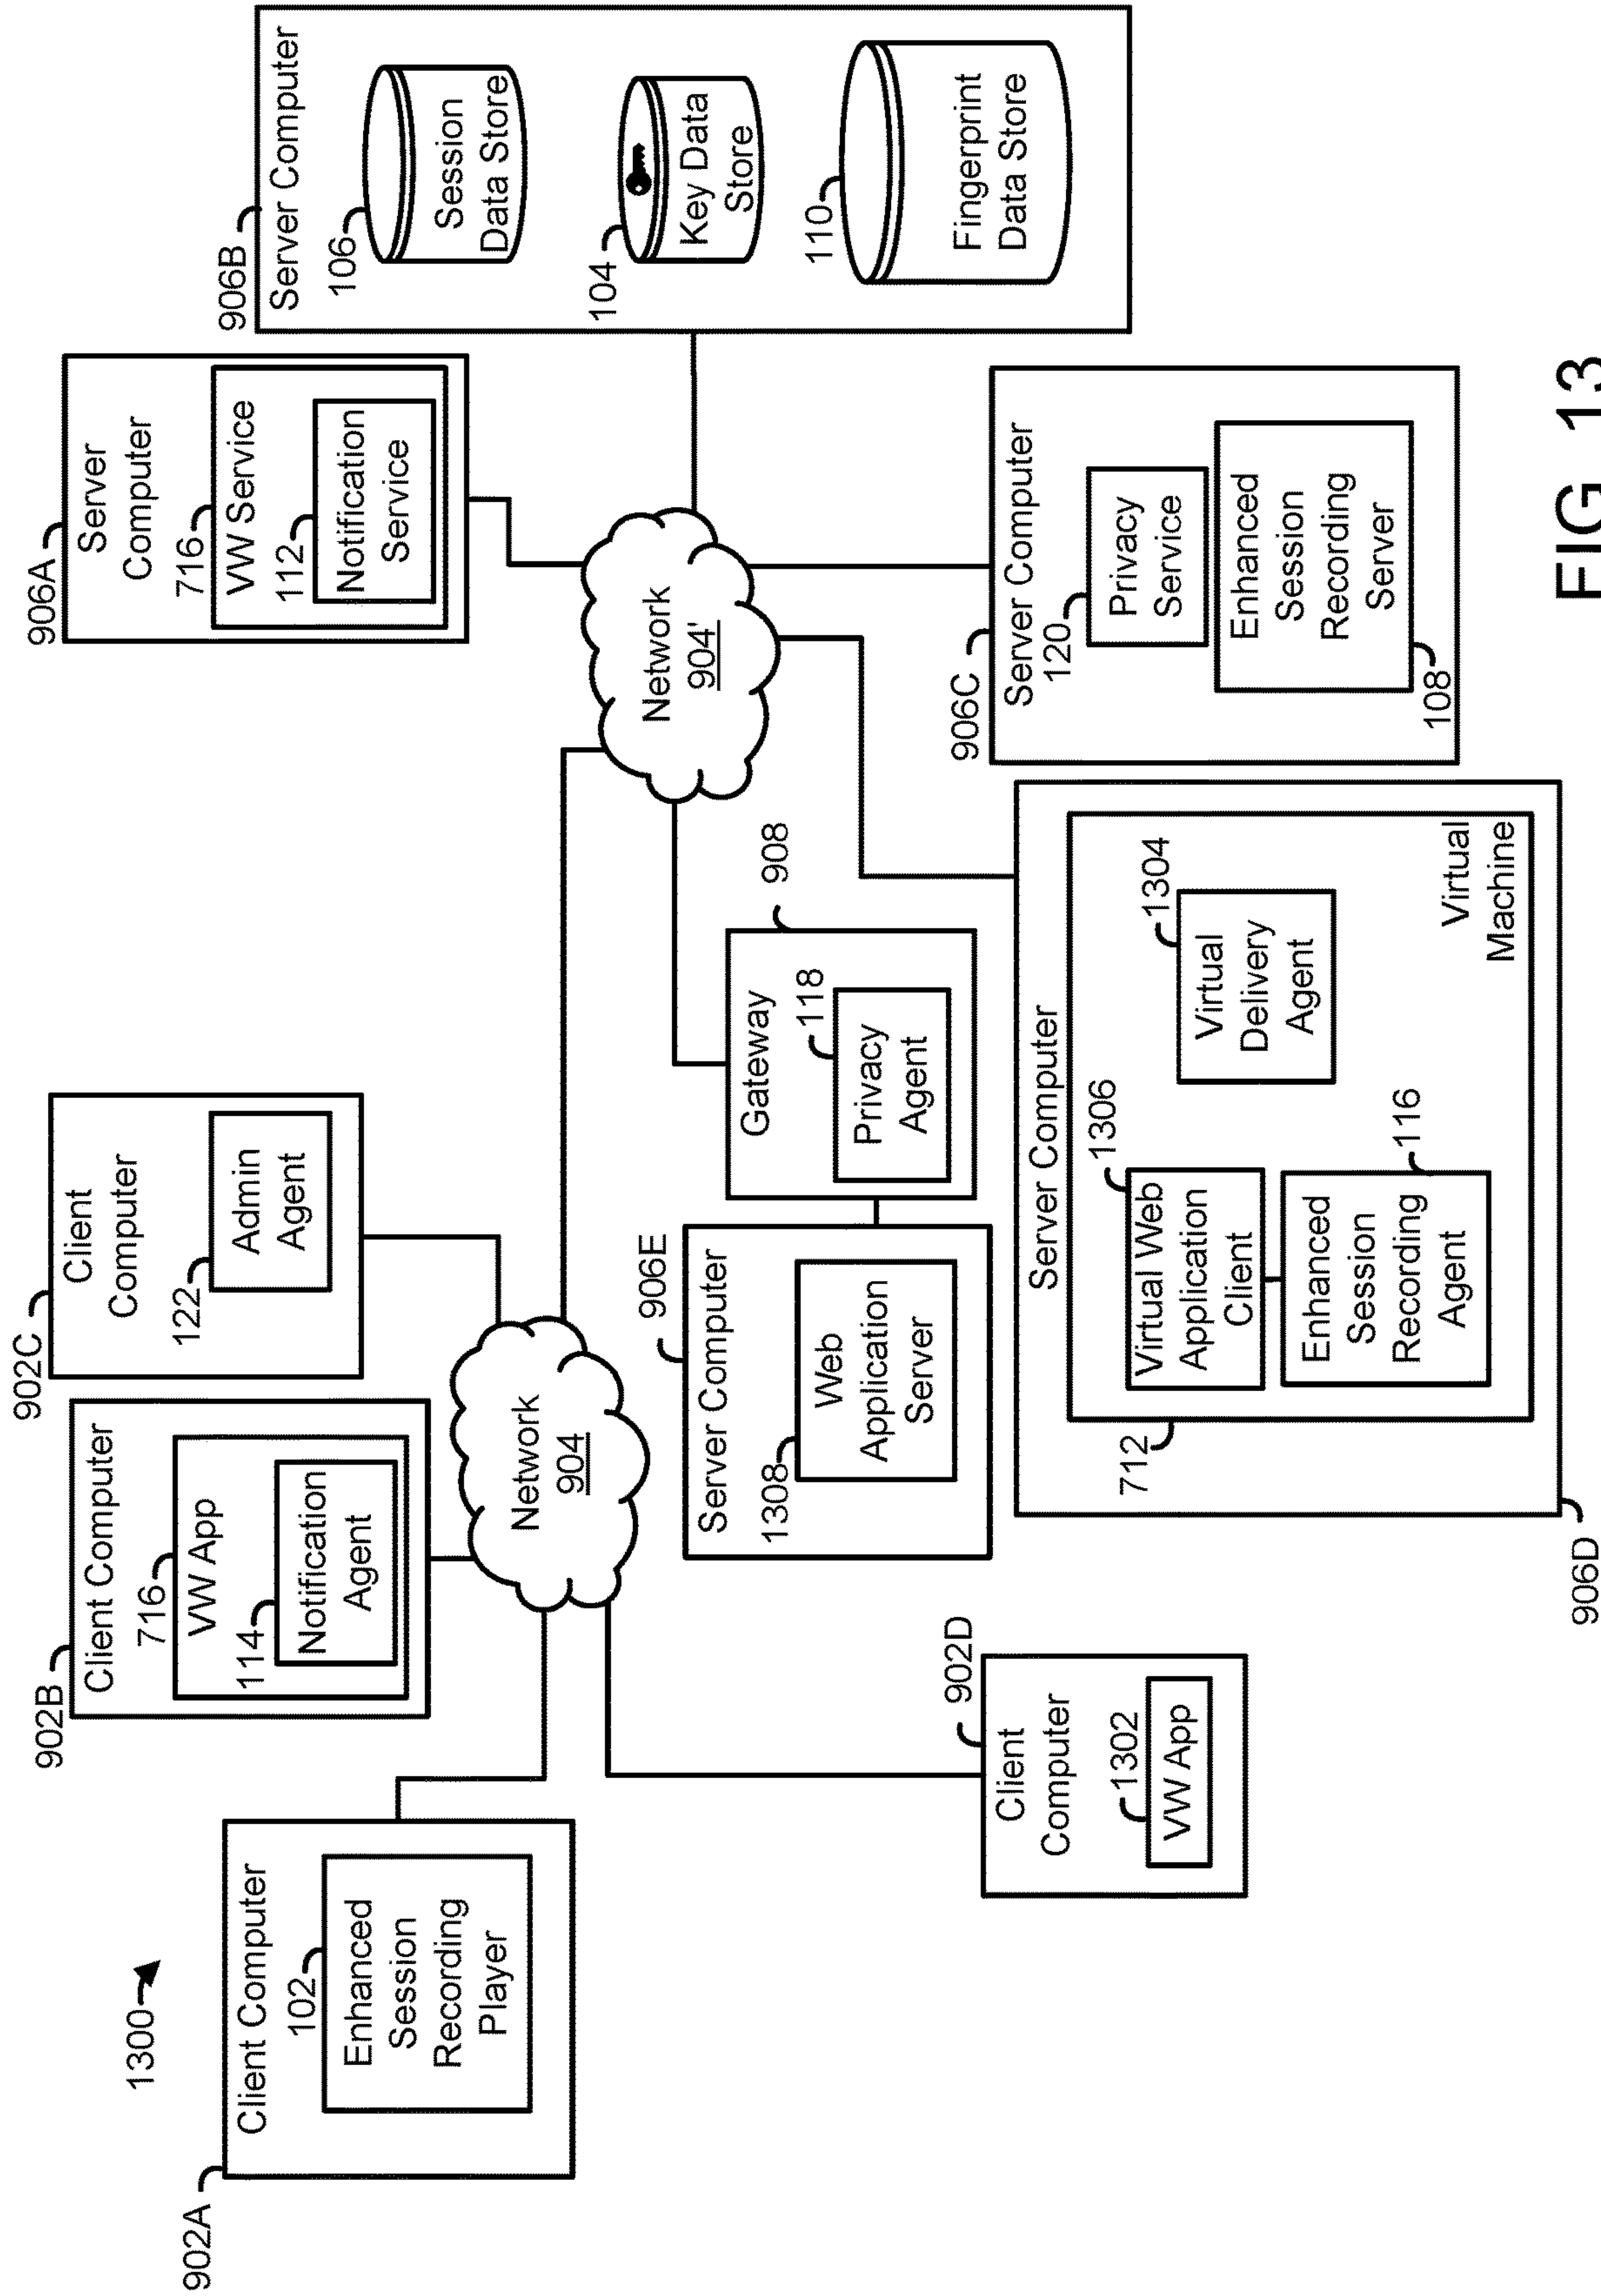 1300
902A
Client Computer
102
Enhanced
Session
Recording
Player
902B
Client Computer
716
VW App
114
Notification
Agent
902C
Client
Computer
122
Admin
Agent
906A
Server
Computer
716
VW Service
112
Notification
Service
906B
Server Computer
106
Session
Data Store
104
Key Data
Store
110
Fingerprint
Data Store
Network
904
Network
904'
902D
Client
Computer
1302
VW App
906E
Server Computer
1308
Web
Application
Server
908
Gateway
118
Privacy
Agent
906D
Server Computer
712
1306
Virtual Web
Application
Client
116
Enhanced
Session
Recording
Agent
1304
Virtual
Delivery
Agent
Virtual
Machine
906C
Server Computer
120
Privacy
Service
Enhanced
Session
Recording
Server
108
FIG. 13